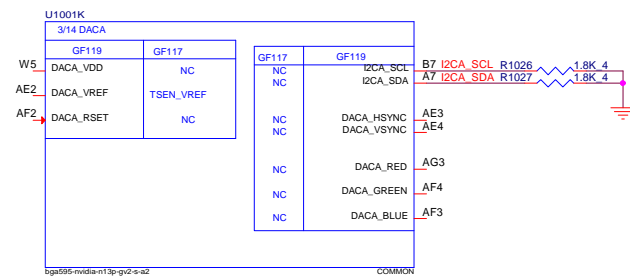 U1001K
3/14 DACA
GF119 GF117
W5 DACA_VDD NC
AE2 DACA_VREF TSEN_VREF
AF2 DACA_RSET NC
GF117 GF119
NC I2CA_SCL B7 I2CA_SCL R1026 1.8K_4
NC I2CA_SDA A7 I2CA_SDA R1027 1.8K_4
NC DACA_HSYNC AE3
NC DACA_VSYNC AE4
NC DACA_RED AG3
NC DACA_GREEN AF4
NC DACA_BLUE AF3
bga595-nvidia-n13p-gv2-s-a2 COMMON